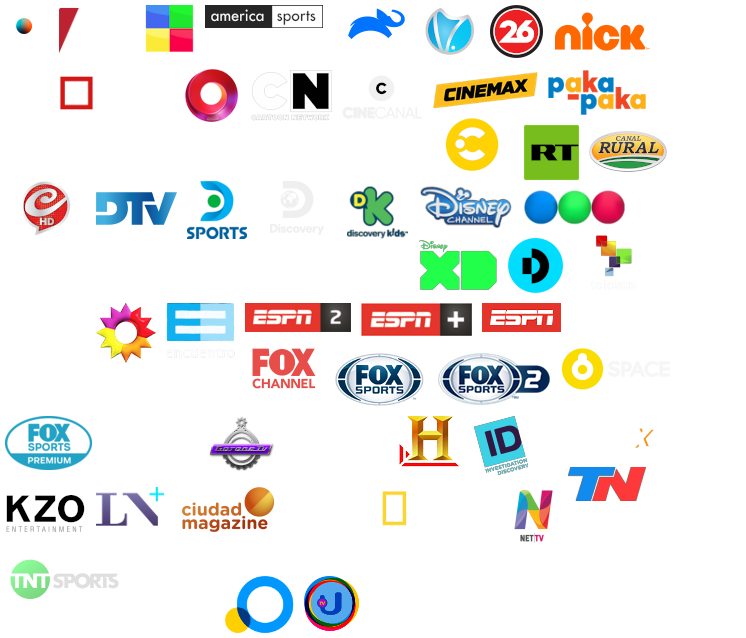 america sports
26
nick
CN
CARTOON NETWORK
C
CINECANAL
CINEMAX
paka
-paka
C
RT
CANAL
RURAL
e
HD
DTV
D
SPORTS
D
Discovery
D K
discovery kids
Disney
CHANNEL
Disney
XD
D
encuentro
ESPN 2
ESPN +
ESPN
FOX
CHANNEL
FOX
SPORTS
FOX
SPORTS 2
SPACE
FOX
SPORTS
PREMIUM
H
ID
INVESTIGATION
DISCOVERY
TN
KZO
ENTERTAINMENT
LN+
ciudad
magazine
N
NET TV
TNT SPORTS
U